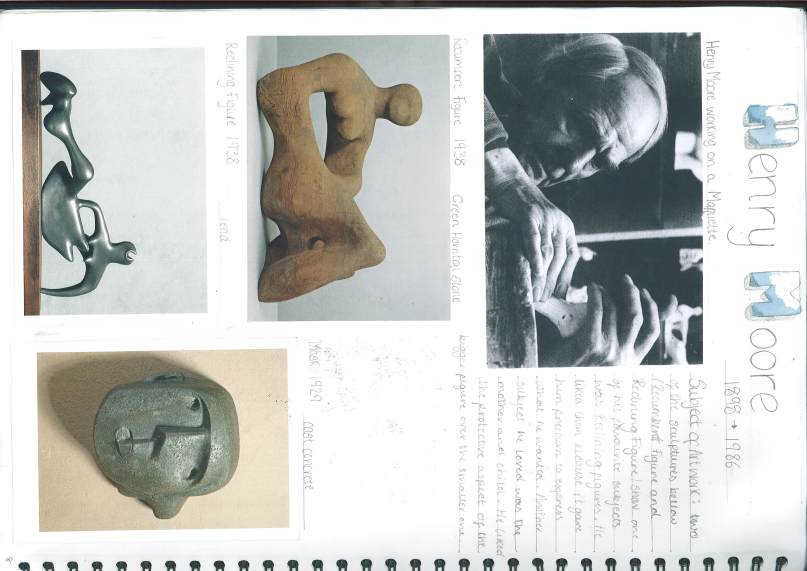 Henry Moore
1898 → 1986
Henry Moore working on a Maquette.
Subject of Artwork: two
of the sculptures bellow
(Recumbent figure and
Reclining Figure) show one
of his favourite subjects
was reclining figures. He
liked them because it gave
him freedom to express
what he wanted. Another
subject he loved was the
mother and child. He liked
the protective aspect of the
bigger figure over the smaller one
Recumbent figure 1938 Green Hornton Stone
Reclining Figure 1938 lead
Mask 1929 cast concrete